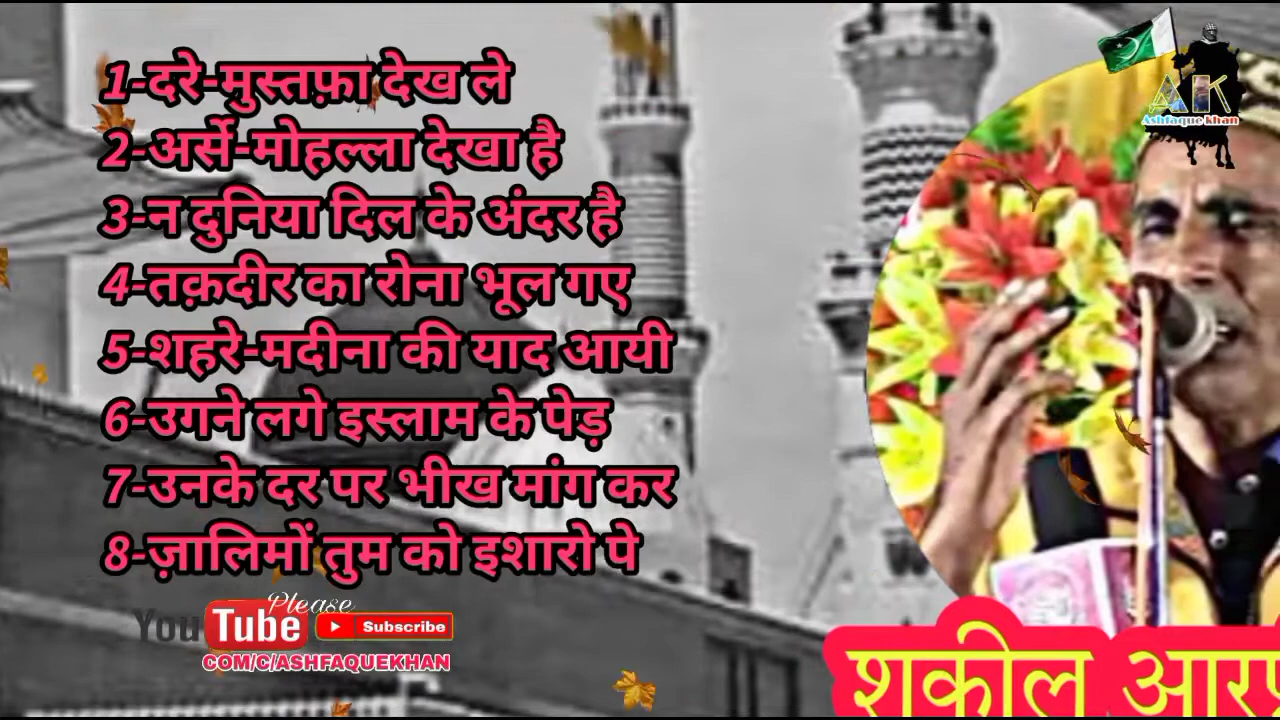 1-दरे-मुस्तफ़ा देख ले
2-अर्से-मोहल्ला देखा है
3-न दुनिया दिल के अंदर है
4-तक़दीर का रोना भूल गए
5-शहरे-मदीना की याद आयी
6-उगने लगे इस्लाम के पेड़
7-उनके दर पर भीख मांग कर
8-ज़ालिमों तुम को इशारो पे
Please
YouTube Subscribe
COM/C/ASHFAQUEKHAN
AK
Ashfaque khan
शकील